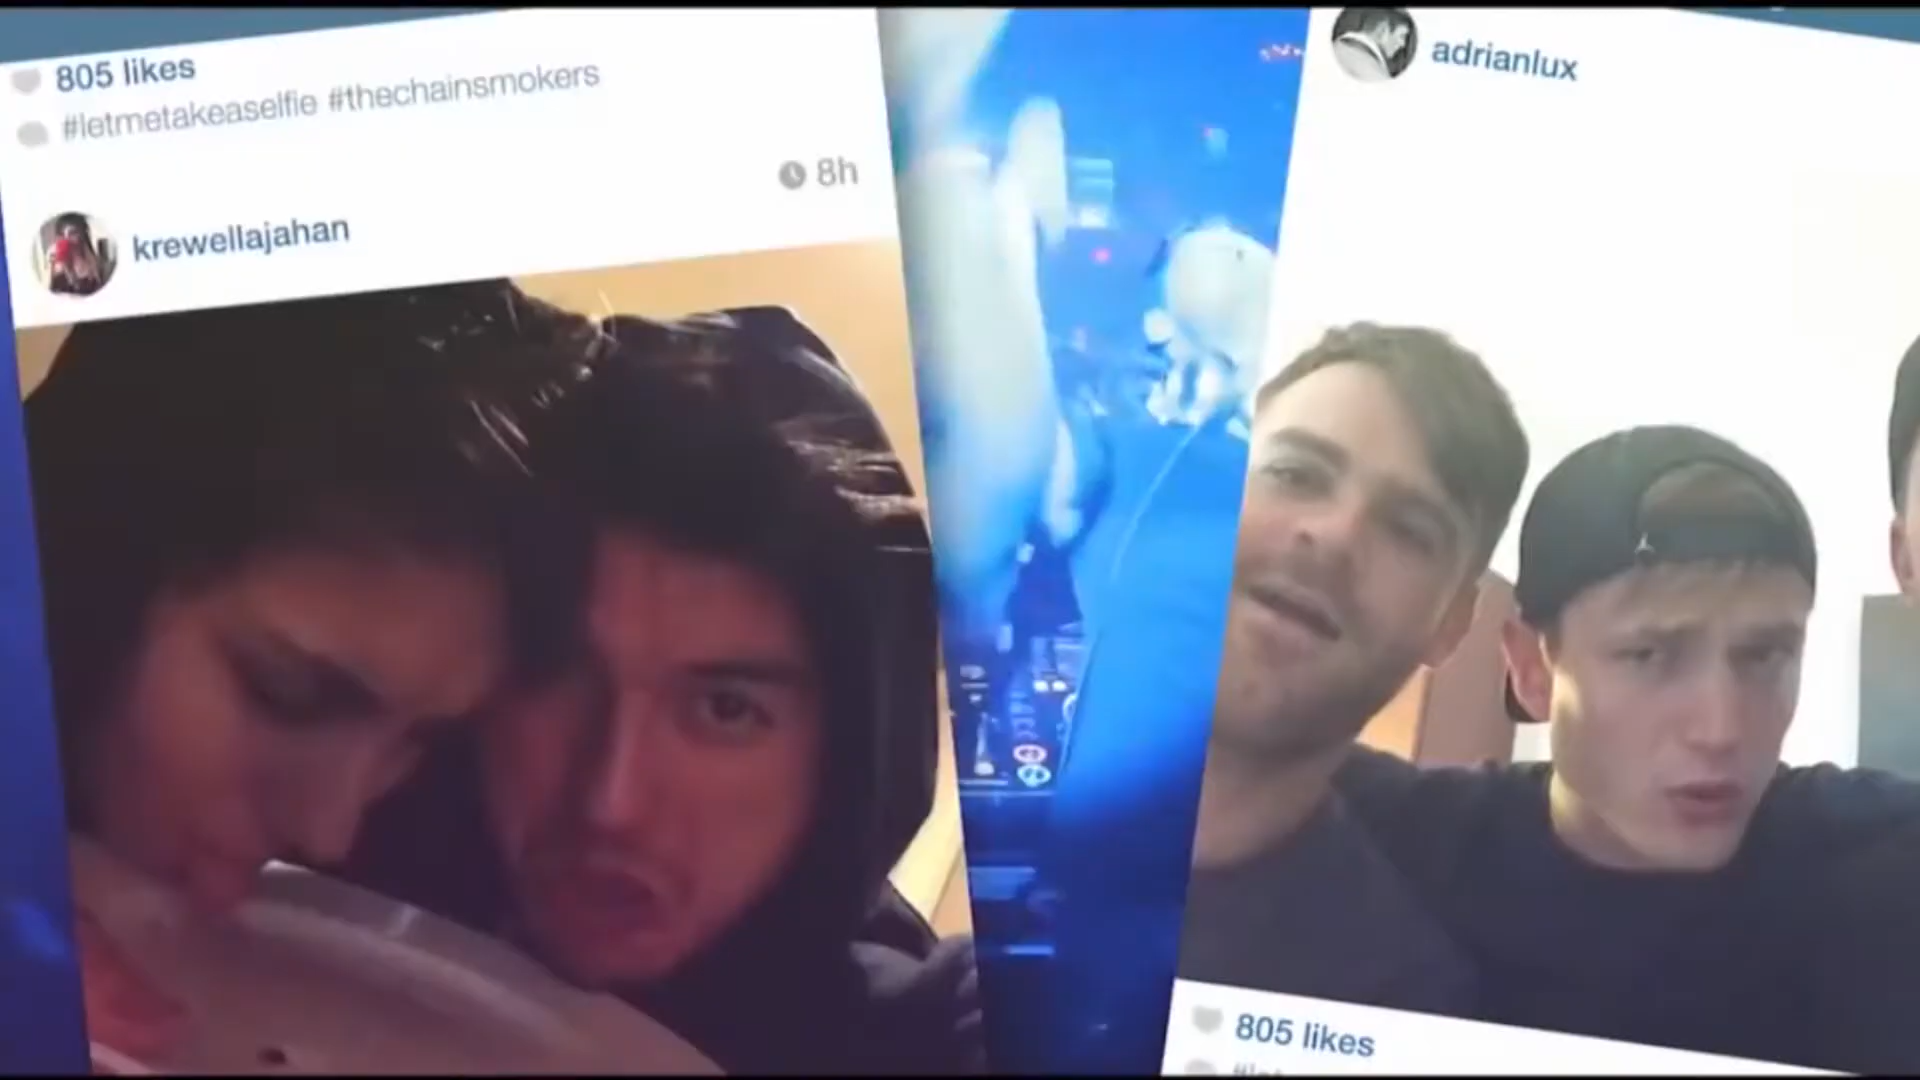 805 likes
#letmetakeaselfie #thechainsmokers
8h
krewellajahan
adrianlux
805 likes